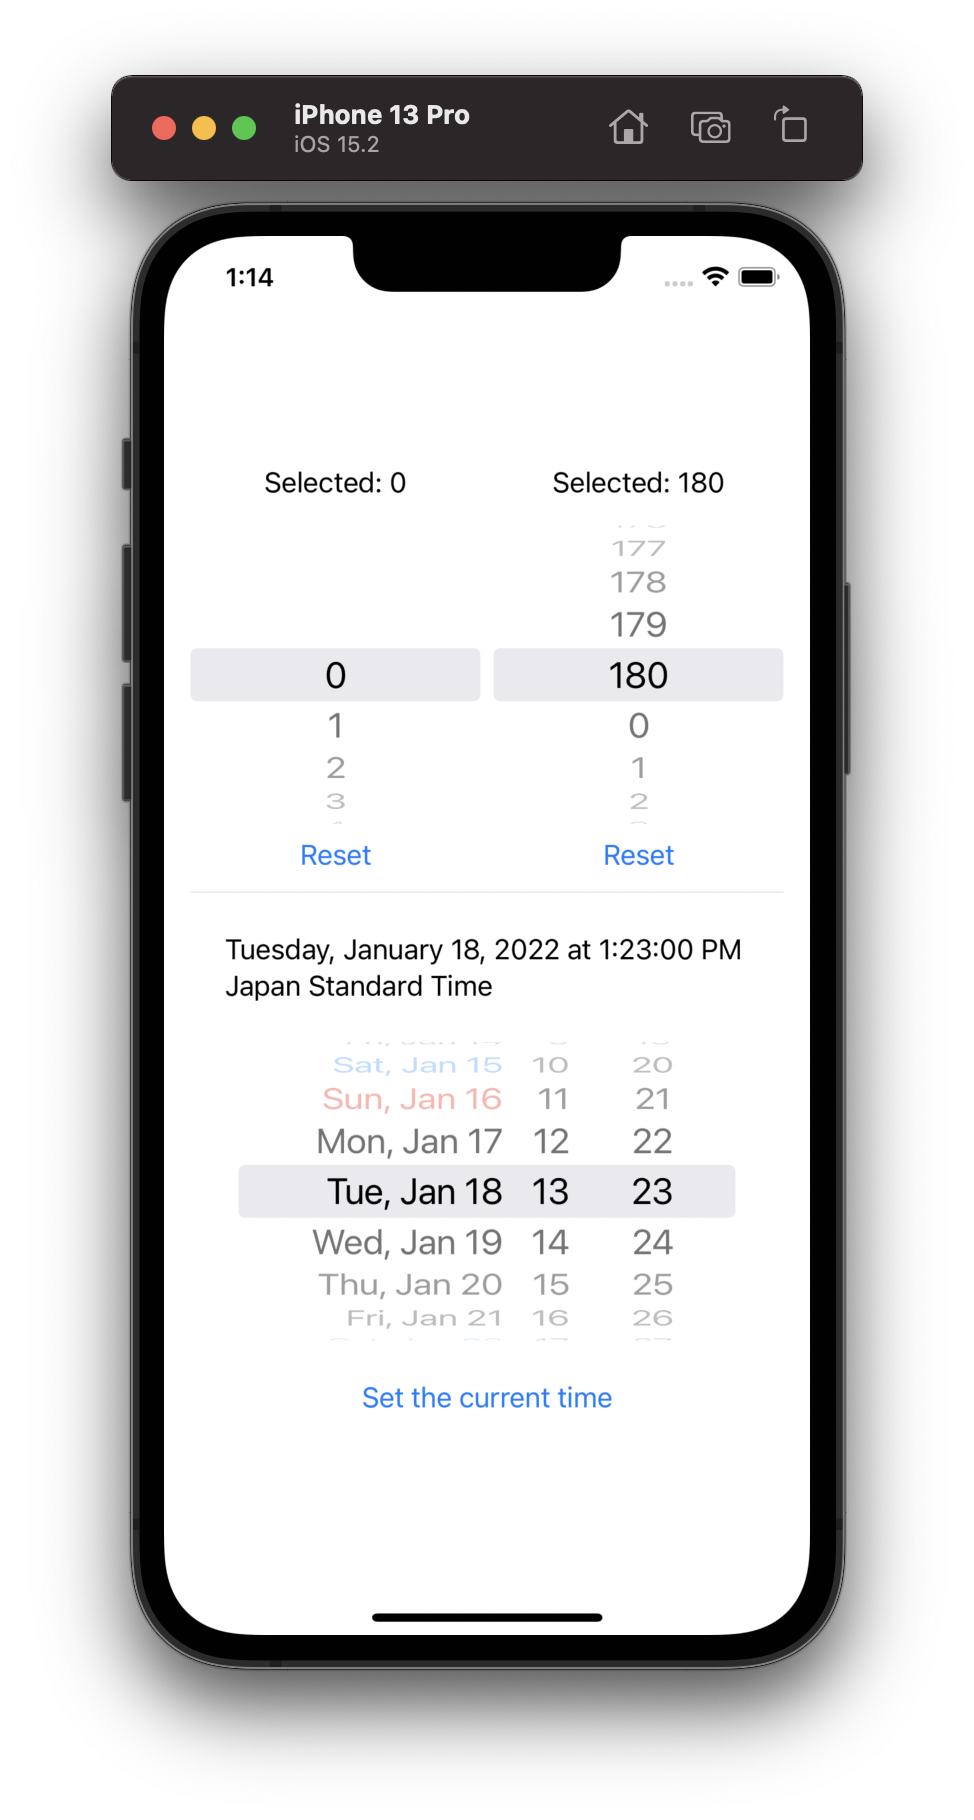 iPhone 13 Pro
iOS 15.2
1:14
Selected: 0
Selected: 180
177
178
179
0 180
1 0
2 1
3 2
Reset Reset
Tuesday, January 18, 2022 at 1:23:00 PM
Japan Standard Time
Sat, Jan 15 10 20
Sun, Jan 16 11 21
Mon, Jan 17 12 22
Tue, Jan 18 13 23
Wed, Jan 19 14 24
Thu, Jan 20 15 25
Fri, Jan 21 16 26
Set the current time